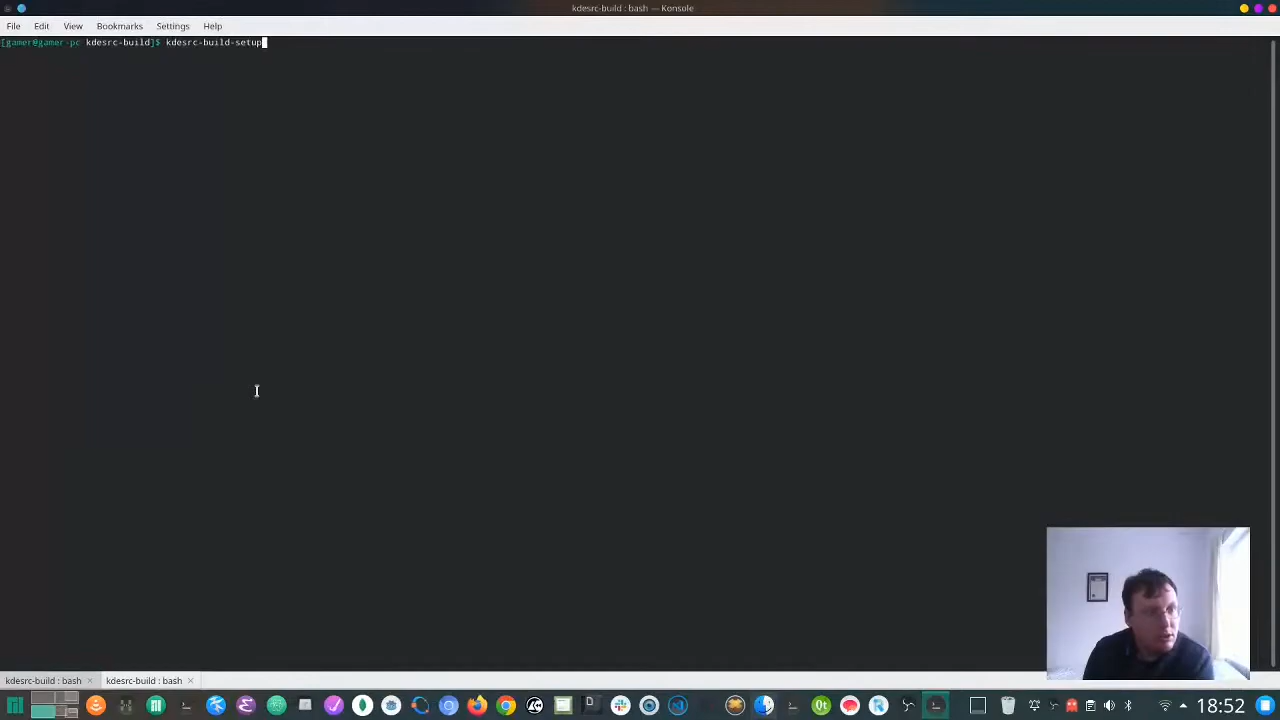 kdesrc-build : bash — Konsole
File Edit View Bookmarks Settings Help
[gamer@gamer-pc kdesrc-build]$ kdesrc-build-setup
kdesrc-build : bash kdesrc-build : bash
18:52